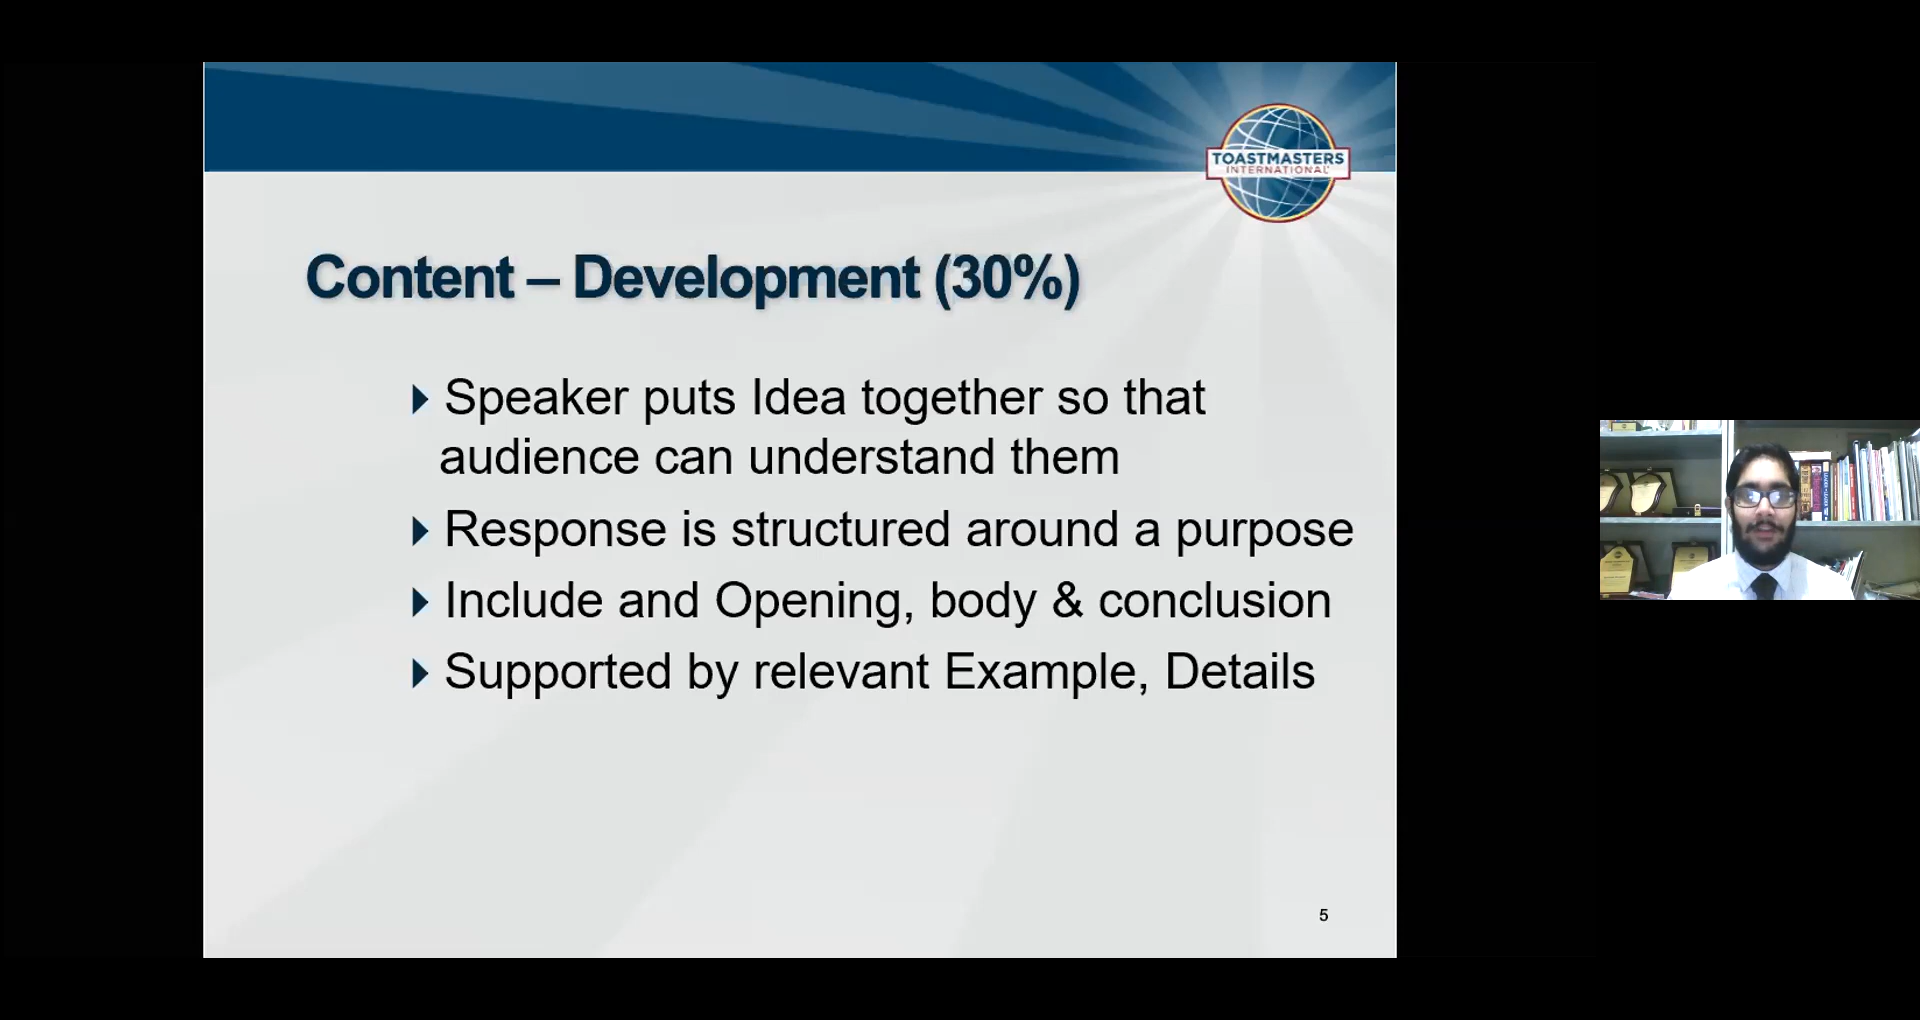 TOASTMASTERS
INTERNATIONAL
Content – Development (30%)
Speaker puts Idea together so that
audience can understand them
Response is structured around a purpose
Include and Opening, body & conclusion
Supported by relevant Example, Details
5